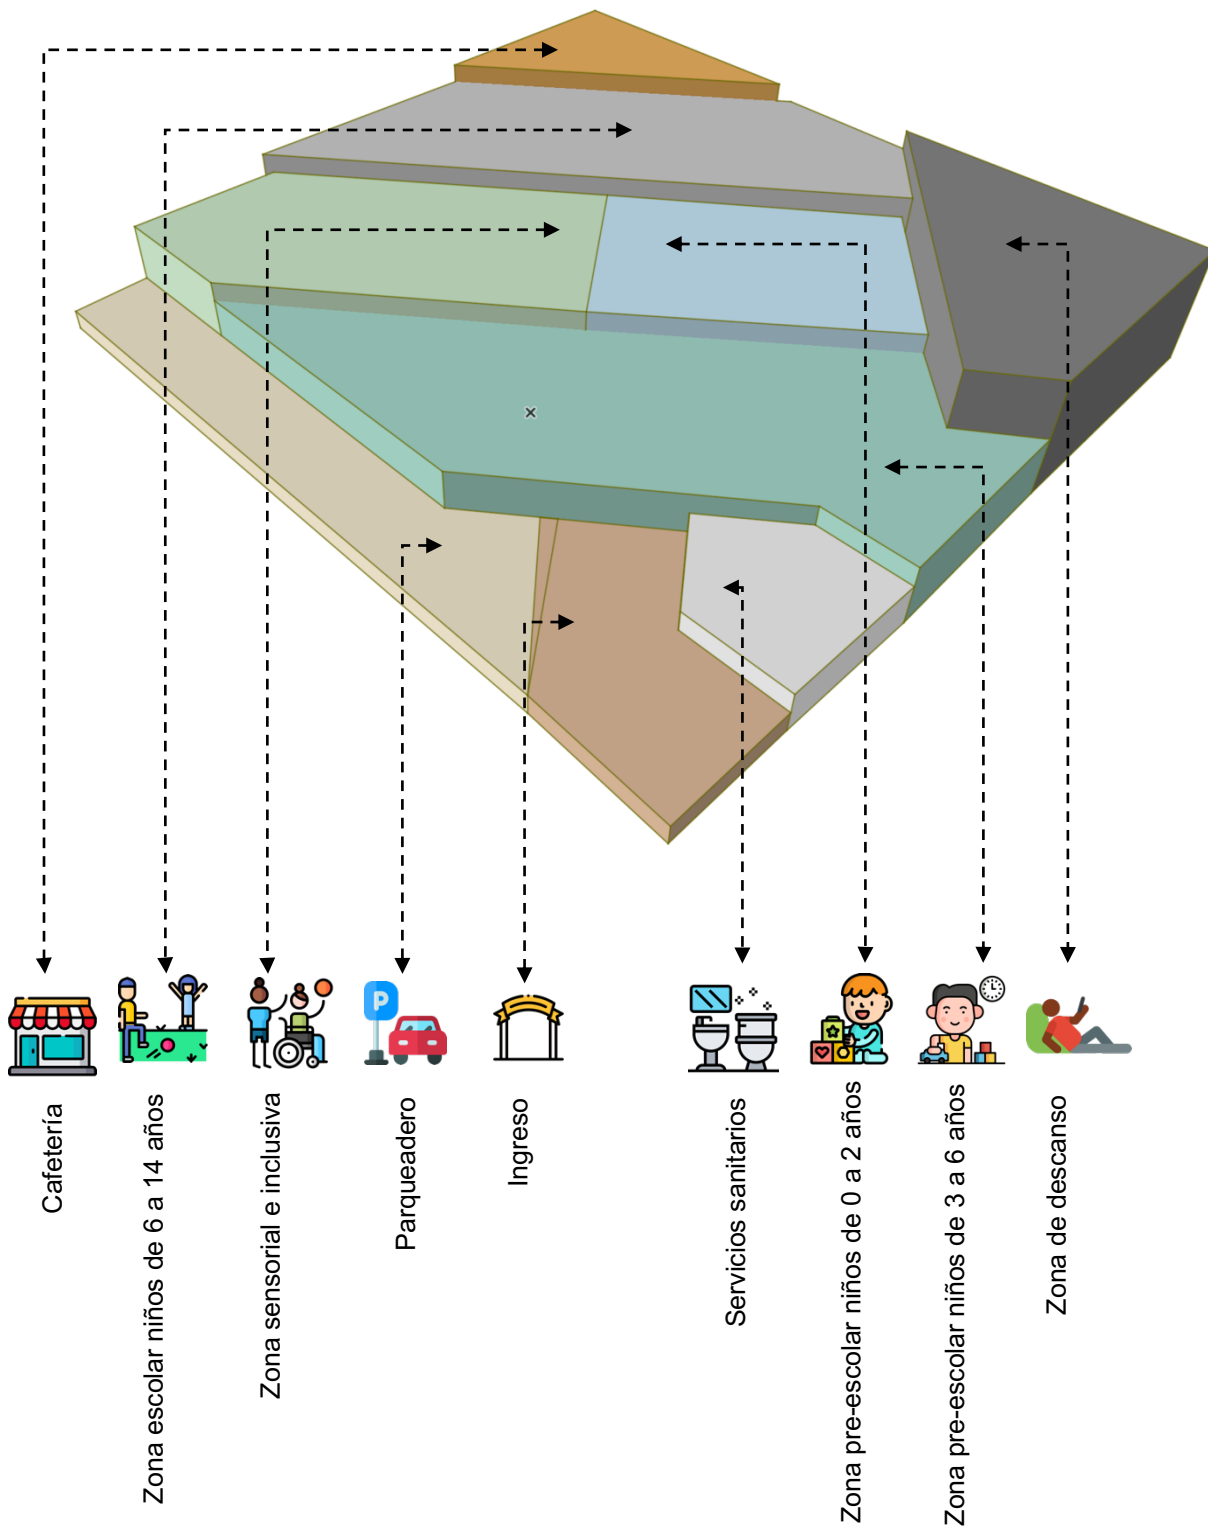 P
Cafetería
Zona escolar niños de 6 a 14 años
Zona sensorial e inclusiva
Parqueadero
Ingreso
Servicios sanitarios
Zona pre-escolar niños de 0 a 2 años
Zona pre-escolar niños de 3 a 6 años
Zona de descanso